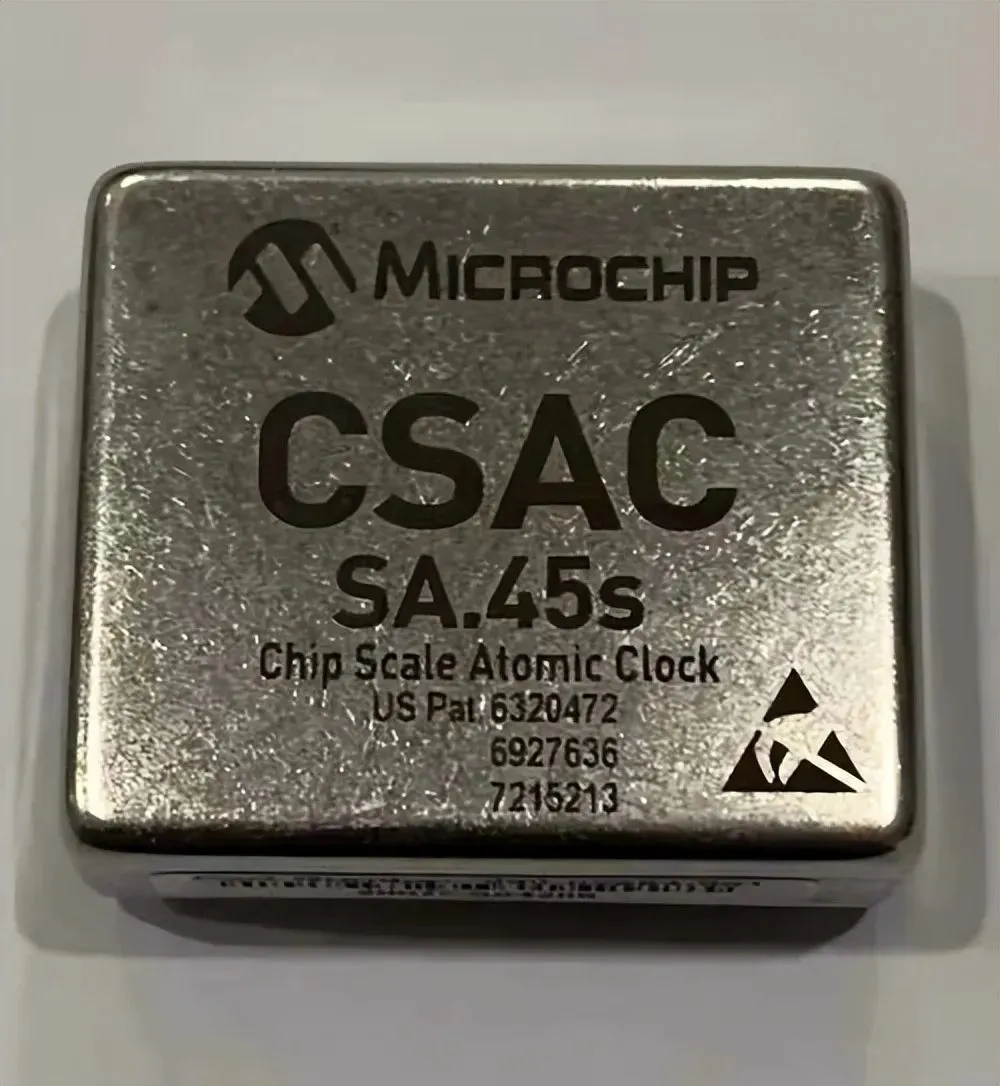 MICROCHIP
CSAC
SA.45s
Chip Scale Atomic Clock
US Pat 6320472
6927636
7215213